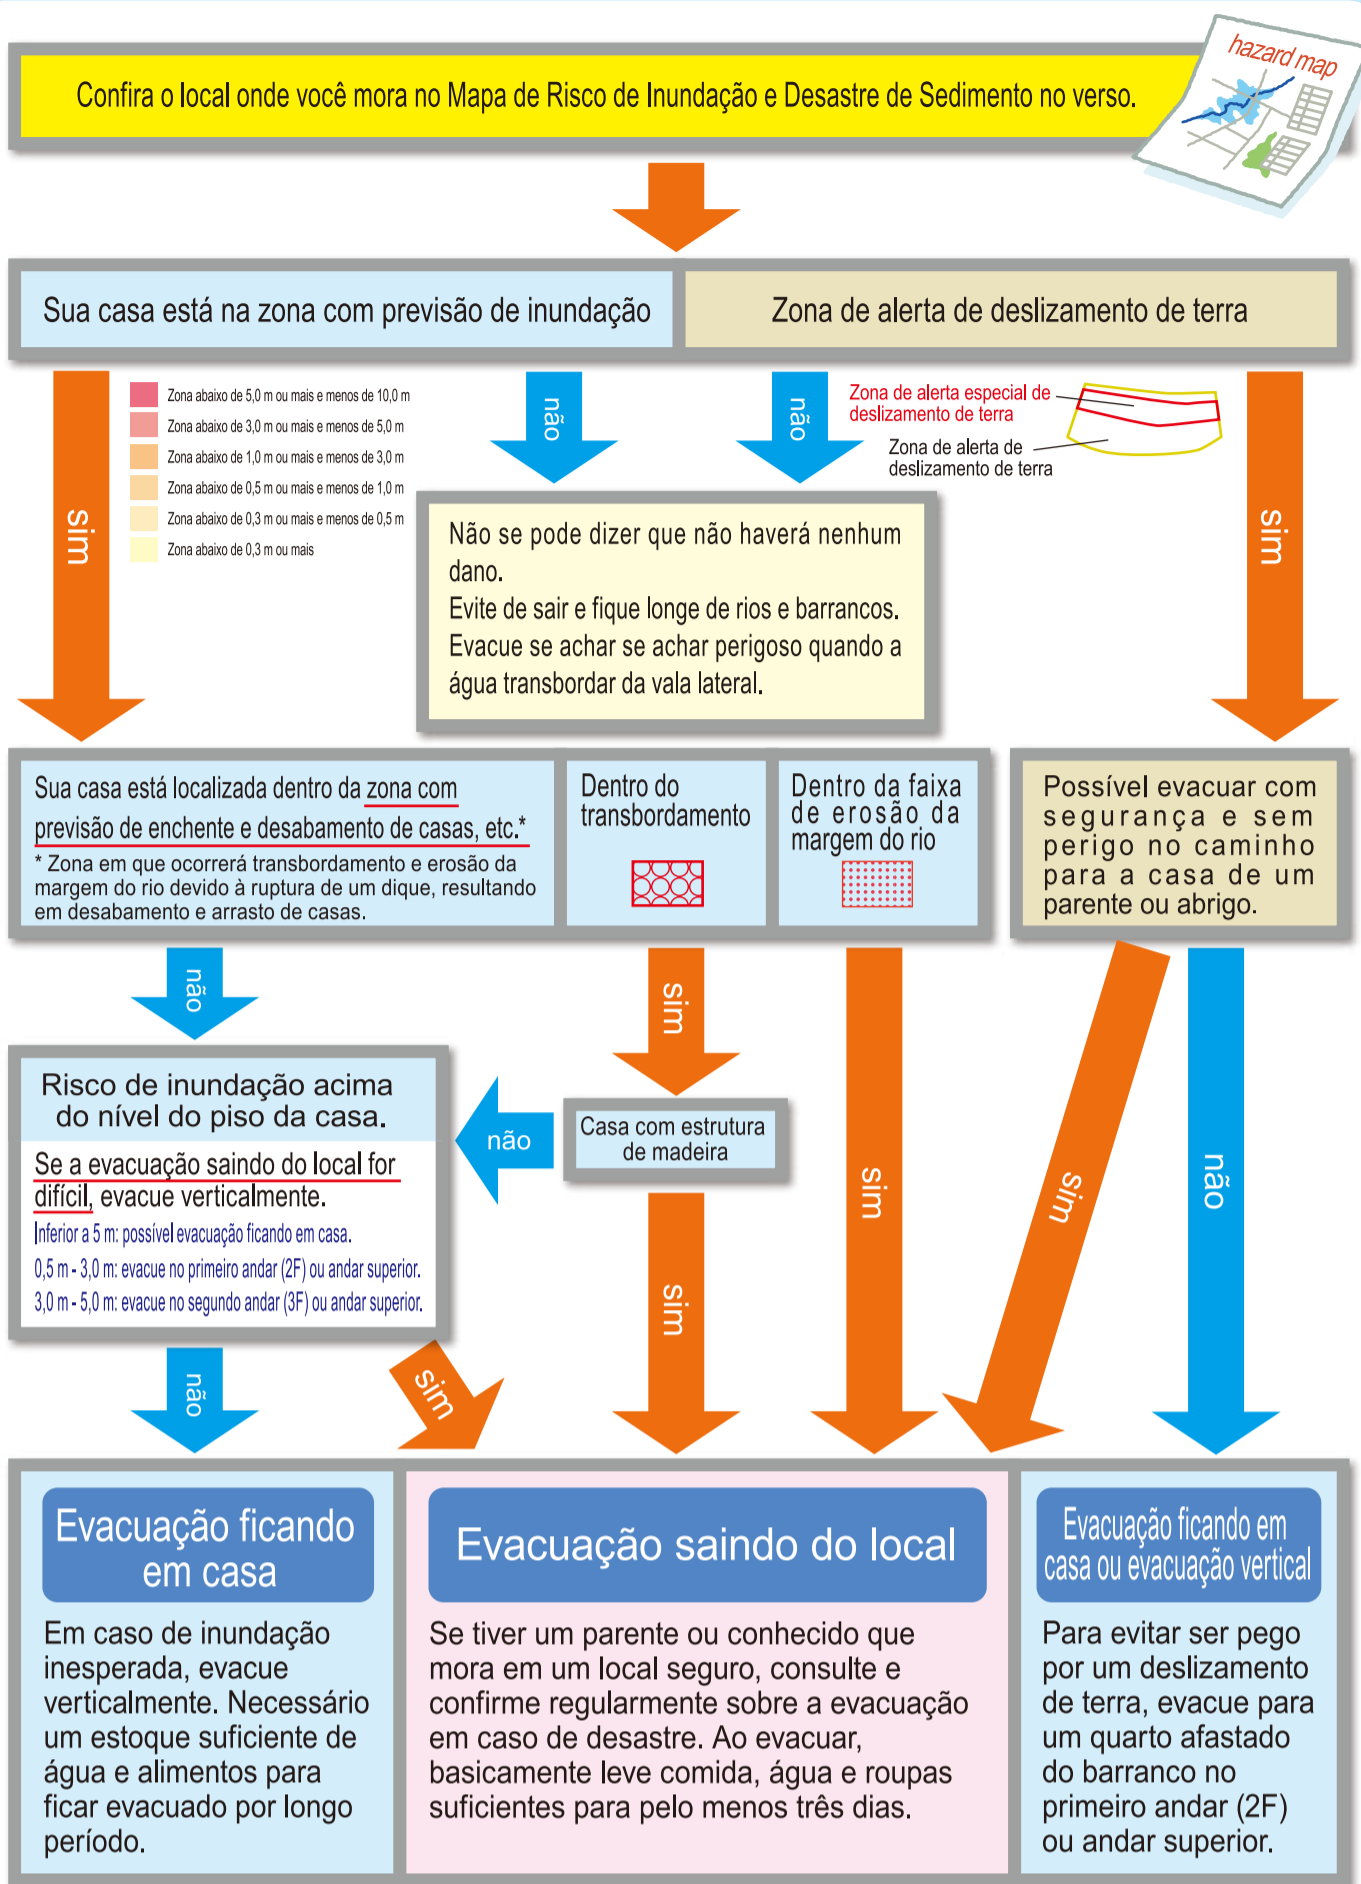 hazard map
Confira o local onde você mora no Mapa de Risco de Inundação e Desastre de Sedimento no verso.
Sua casa está na zona com previsão de inundação
Zona de alerta de deslizamento de terra
sim
Zona abaixo de 5,0 m ou mais e menos de 10,0 m
Zona abaixo de 3,0 m ou mais e menos de 5,0 m
Zona abaixo de 1,0 m ou mais e menos de 3,0 m
Zona abaixo de 0,5 m ou mais e menos de 1,0 m
Zona abaixo de 0,3 m ou mais e menos de 0,5 m
Zona abaixo de 0,3 m ou mais
não
não
Zona de alerta especial de
deslizamento de terra
Zona de alerta de
deslizamento de terra
sim
Não se pode dizer que não haverá nenhum
dano.
Evite de sair e fique longe de rios e barrancos.
Evacue se achar se achar perigoso quando a
água transbordar da vala lateral.
Sua casa está localizada dentro da zona com
previsão de enchente e desabamento de casas, etc.*
* Zona em que ocorrerá transbordamento e erosão da
margem do rio devido à ruptura de um dique, resultando
em desabamento e arrasto de casas.
Dentro do
transbordamento
Dentro da faixa
de erosão da
margem do rio
Possível evacuar com
segurança e sem
perigo no caminho
para a casa de um
parente ou abrigo.
não
sim
Risco de inundação acima
do nível do piso da casa.
Se a evacuação saindo do local for
difícil, evacue verticalmente.
Inferior a 5 m: possível evacuação ficando em casa.
0,5 m - 3,0 m: evacue no primeiro andar (2F) ou andar superior.
3,0 m - 5,0 m: evacue no segundo andar (3F) ou andar superior.
não
Casa com estrutura
de madeira
sim
sim
sim
não
não
sim
Evacuação ficando
em casa
Em caso de inundação
inesperada, evacue
verticalmente. Necessário
um estoque suficiente de
água e alimentos para
ficar evacuado por longo
período.
Evacuação saindo do local
Se tiver um parente ou conhecido que
mora em um local seguro, consulte e
confirme regularmente sobre a evacuação
em caso de desastre. Ao evacuar,
basicamente leve comida, água e roupas
suficientes para pelo menos três dias.
Evacuação ficando em
casa ou evacuação vertical
Para evitar ser pego
por um deslizamento
de terra, evacue para
um quarto afastado
do barranco no
primeiro andar (2F)
ou andar superior.